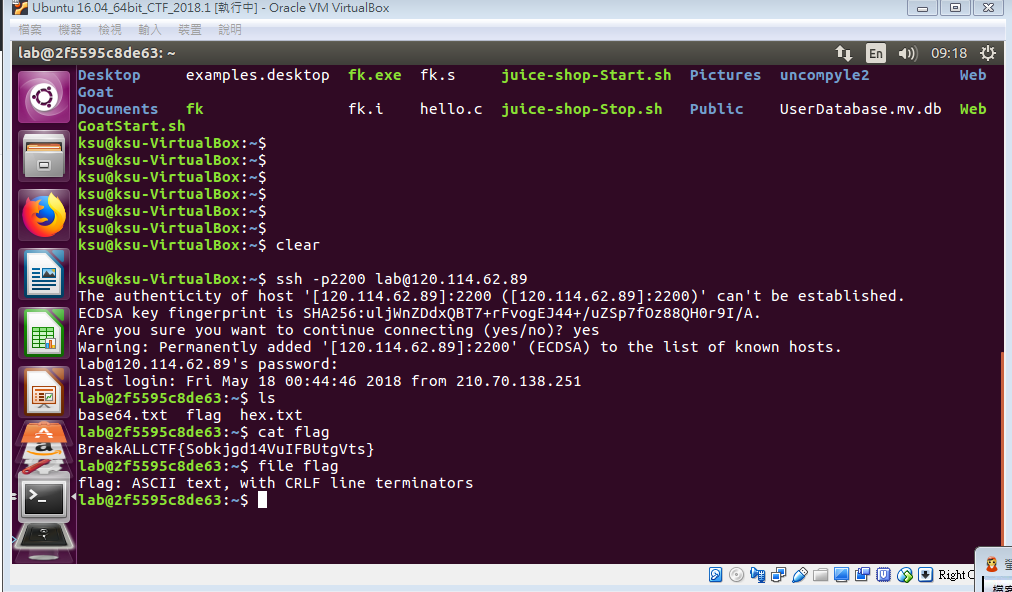 Ubuntu 16.04_64bit_CTF_2018.1 [執行中] - Oracle VM VirtualBox
檔案 機器 檢視 輸入 裝置 說明
lab@2f5595c8de63: ~ En 09:18
Desktop examples.desktop fk.exe fk.s juice-shop-Start.sh Pictures uncompyle2 Web
Goat
Documents fk fk.i hello.c juice-shop-Stop.sh Public UserDatabase.mv.db Web
GoatStart.sh
ksu@ksu-VirtualBox:~$
ksu@ksu-VirtualBox:~$
ksu@ksu-VirtualBox:~$
ksu@ksu-VirtualBox:~$
ksu@ksu-VirtualBox:~$
ksu@ksu-VirtualBox:~$
ksu@ksu-VirtualBox:~$ clear
ksu@ksu-VirtualBox:~$ ssh -p2200 lab@120.114.62.89
The authenticity of host '[120.114.62.89]:2200 ([120.114.62.89]:2200)' can't be established.
ECDSA key fingerprint is SHA256:uljWnZDdxQBT7+rFvogEJ44+/uZSp7fOz88QH0r9I/A.
Are you sure you want to continue connecting (yes/no)? yes
Warning: Permanently added '[120.114.62.89]:2200' (ECDSA) to the list of known hosts.
lab@120.114.62.89's password:
Last login: Fri May 18 00:44:46 2018 from 210.70.138.251
lab@2f5595c8de63:~$ ls
base64.txt flag hex.txt
lab@2f5595c8de63:~$ cat flag
BreakALLCTF{Sobkjgd14VuIFBUtgVts}
lab@2f5595c8de63:~$ file flag
flag: ASCII text, with CRLF line terminators
lab@2f5595c8de63:~$
Right C